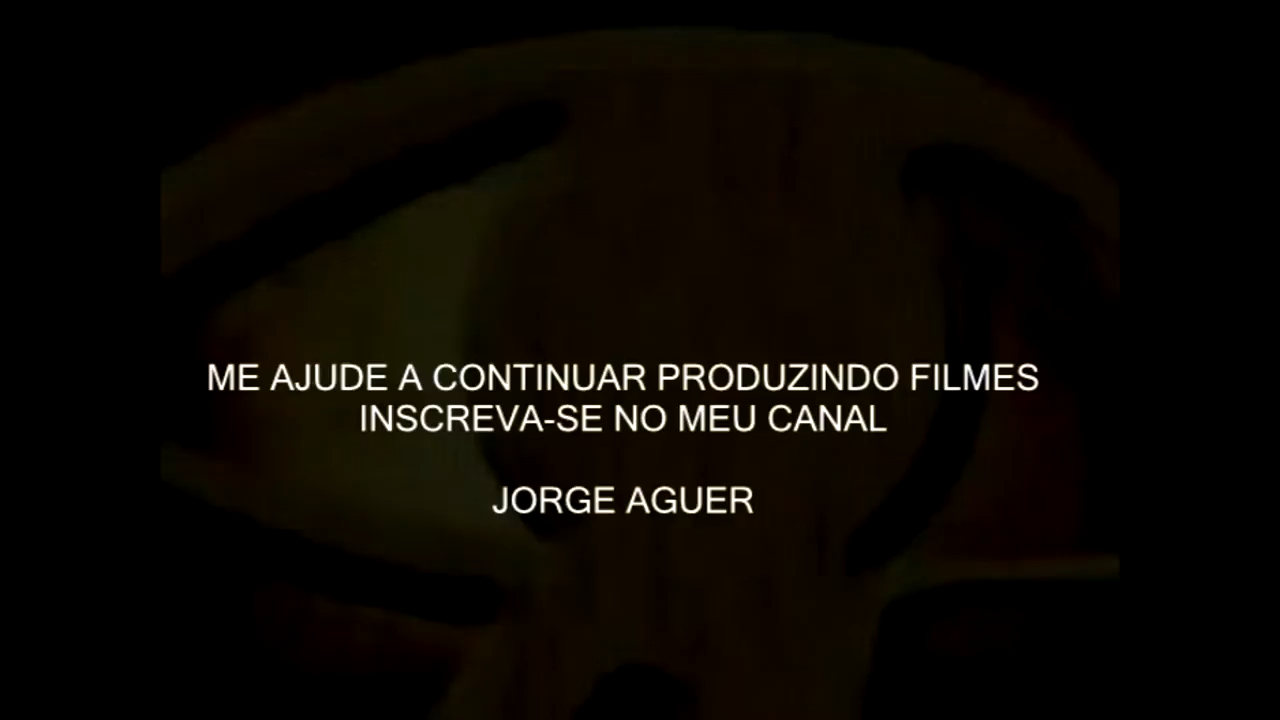 ME AJUDE A CONTINUAR PRODUZINDO FILMES
INSCREVA-SE NO MEU CANAL
JORGE AGUER